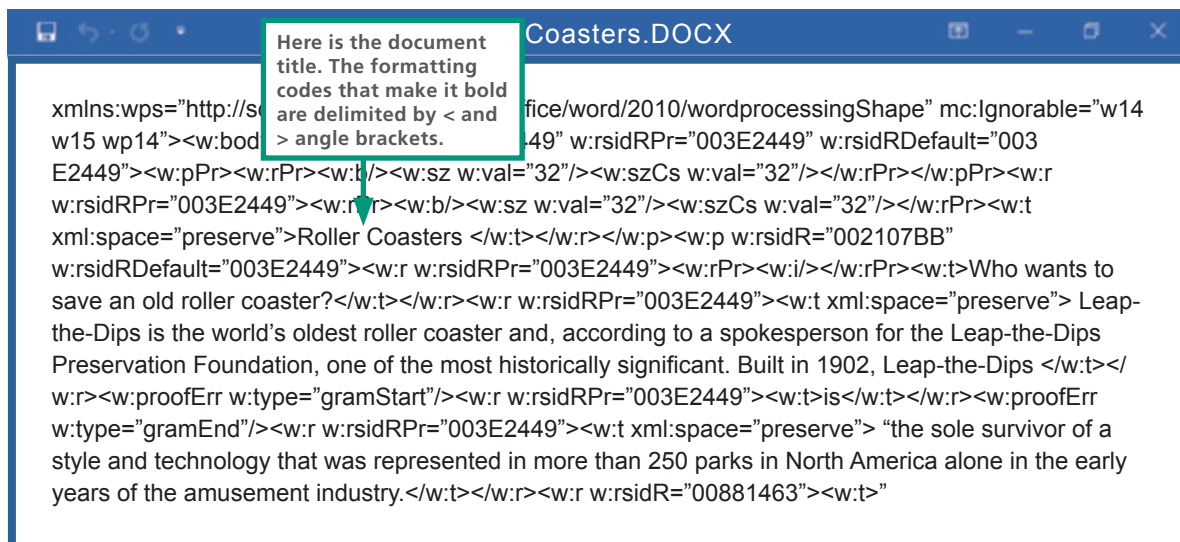 Coasters.DOCX
Here is the document
title. The formatting
codes that make it bold
are delimited by < and
> angle brackets.
xmlns:wps=”http://sc fice/word/2010/wordprocessingShape” mc:Ignorable=”w14
w15 wp14”><w:bod 49” w:rsidRPr=”003E2449” w:rsidRDefault=”003
E2449”><w:pPr><w:rPr><w:b/><w:sz w:val=”32”/><w:szCs w:val=”32”/></w:rPr></w:pPr><w:r
w:rsidRPr=”003E2449”><w:rPr><w:b/><w:sz w:val=”32”/><w:szCs w:val=”32”/></w:rPr><w:t
xml:space=”preserve”>Roller Coasters </w:t></w:r></w:p><w:p w:rsidR=”002107BB”
w:rsidRDefault=”003E2449”><w:r w:rsidRPr=”003E2449”><w:rPr><w:i/></w:rPr><w:t>Who wants to
save an old roller coaster?</w:t></w:r><w:r w:rsidRPr=”003E2449”><w:t xml:space=”preserve”> Leap-
the-Dips is the world’s oldest roller coaster and, according to a spokesperson for the Leap-the-Dips
Preservation Foundation, one of the most historically significant. Built in 1902, Leap-the-Dips </w:t></
w:r><w:proofErr w:type=”gramStart”/><w:r w:rsidRPr=”003E2449”><w:t>is</w:t></w:r><w:proofErr
w:type=”gramEnd”/><w:r w:rsidRPr=”003E2449”><w:t xml:space=”preserve”> “the sole survivor of a
style and technology that was represented in more than 250 parks in North America alone in the early
years of the amusement industry.</w:t></w:r><w:r w:rsidR=”00881463”><w:t>”